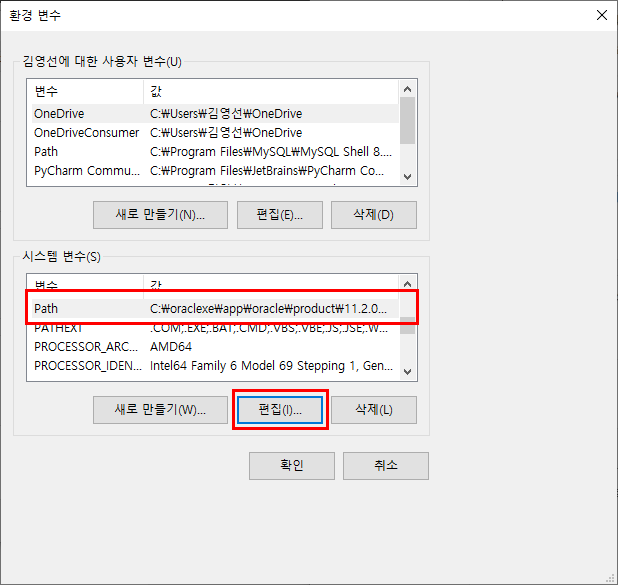 환경 변수
김영선에 대한 사용자 변수(U)
변수 값
OneDrive C:₩Users₩김영선₩OneDrive
OneDriveConsumer C:₩Users₩김영선₩OneDrive
Path C:₩Program Files₩MySQL₩MySQL Shell 8....
PyCharm Commu... C:₩Program Files₩JetBrains₩PyCharm Co...
새로 만들기(N)... 편집(E)... 삭제(D)
시스템 변수(S)
변수 값
Path C:₩oraclexe₩app₩oracle₩product₩11.2.0...
PATHEXT .COM;.EXE;.BAT;.CMD;.VBS;.VBE;.JS;.JSE;.W...
PROCESSOR_ARC... AMD64
PROCESSOR_IDEN... Intel64 Family 6 Model 69 Stepping 1, Gen...
새로 만들기(W)... 편집(I)... 삭제(L)
확인 취소